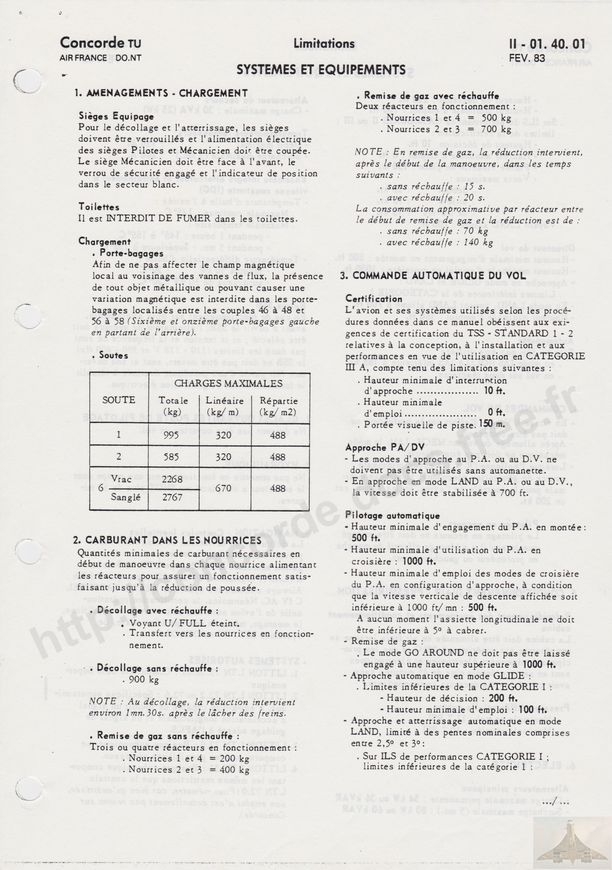 Concorde TU
AIR FRANCE DO.NT
Limitations
II - 01. 40. 01
FEV. 83
SYSTEMES ET EQUIPEMENTS
1. AMENAGEMENTS - CHARGEMENT
Sièges Equipage
Pour le décollage et l'atterrissage, les sièges
doivent être verrouillés et l'alimentation électrique
des sièges Pilotes et Mécanicien doit être coupée.
Le siège Mécanicien doit être face à l'avant, le
verrou de sécurité engagé et l'indicateur de position
dans le secteur blanc.
Toilettes
Il est INTERDIT DE FUMER dans les toilettes.
Chargement
. Porte-bagages
Afin de ne pas affecter le champ magnétique
local au voisinage des vannes de flux, la présence
de tout objet métallique ou pouvant causer une
variation magnétique est interdite dans les porte-
bagages localisés entre les couples 46 à 48 et
56 à 58 (Sixième et onzième porte-bagages gauche
en partant de l'arrière).
. Soutes
SOUTE
CHARGES MAXIMALES
Totale Linéaire Répartie
(kg) (kg/m) (kg/m2)
1 995 320 488
2 585 320 488
6 Vrac 2268 670 488
Sanglé 2767
2. CARBURANT DANS LES NOURRICES
Quantités minimales de carburant nécessaires en
début de manoeuvre dans chaque nourrice alimentant
les réacteurs pour assurer un fonctionnement satis-
faisant jusqu'à la réduction de poussée.
. Décollage avec réchauffe :
. Voyant U/FULL éteint.
. Transfert vers les nourrices en fonction-
nement.
. Décollage sans réchauffe :
. 900 kg
NOTE : Au décollage, la réduction intervient
environ 1mn.30s. après le lâcher des freins.
. Remise de gaz sans réchauffe :
Trois ou quatre réacteurs en fonctionnement :
. Nourrices 1 et 4 = 200 kg
. Nourrices 2 et 3 = 400 kg
. Remise de gaz avec réchauffe
Deux réacteurs en fonctionnement :
. Nourrices 1 et 4 = 500 kg
. Nourrices 2 et 3 = 700 kg
NOTE : En remise de gaz, la réduction intervient,
après le début de la manoeuvre, dans les temps
suivants :
. sans réchauffe : 15 s.
. avec réchauffe : 20 s.
La consommation approximative par réacteur entre
le début de remise de gaz et la réduction est de :
. sans réchauffe : 70 kg
. avec réchauffe : 140 kg
3. COMMANDE AUTOMATIQUE DU VOL
Certification
L'avion et ses systèmes utilisés selon les procé-
dures données dans ce manuel obéissent aux exi-
gences de certification du TSS - STANDARD 1 - 2
relatives à la conception, à l'installation et aux
performances en vue de l'utilisation en CATEGORIE
III A, compte tenu des limitations suivantes :
. Hauteur minimale d'interruption
d'approche .................. 10 ft.
. Hauteur minimale
d'emploi ...................... 0 ft.
. Portée visuelle de piste. 150 m.
Approche PA/DV
- Les modes d'approche au P.A. ou au D.V. ne
doivent pas être utilisés sans automanette.
- En approche en mode LAND au P.A. ou au D.V.,
la vitesse doit être stabilisée à 700 ft.
Pilotage automatique
- Hauteur minimale d'engagement du P.A. en montée:
500 ft.
- Hauteur minimale d'utilisation du P.A. en
croisière : 1000 ft.
- Hauteur minimale d'emploi des modes de croisière
du P.A. en configuration d'approche, à condition
que la vitesse verticale de descente affichée soit
inférieure à 1000 ft/mn : 500 ft.
A aucun moment l'assiette longitudinale ne doit
être inférieure à 5° à cabrer.
- Remise de gaz :
. Le mode GO AROUND ne doit pas être laissé
engagé à une hauteur supérieure à 1000 ft.
- Approche automatique en mode GLIDE :
. Limites inférieures de la CATEGORIE I :
- Hauteur de décision : 200 ft.
- Hauteur minimale d'emploi : 100 ft.
- Approche et atterrissage automatique en mode
LAND, limité à des pentes nominales comprises
entre 2,5° et 3°:
. Sur ILS de performances CATEGORIE I ;
limites inférieures de la catégorie 1 :
.../ ...